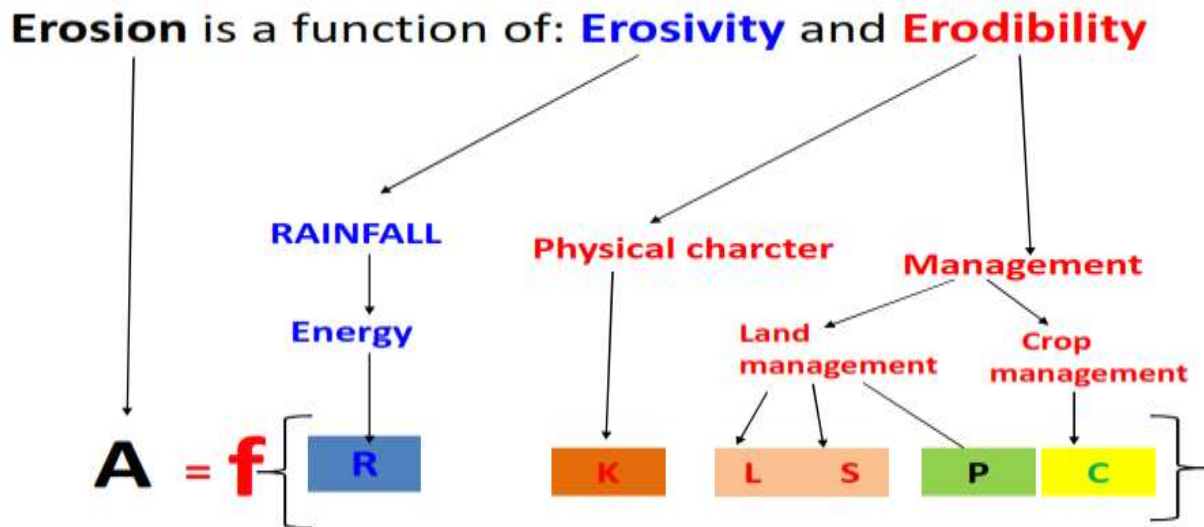 Erosion is a function of: Erosivity and Erodibility
RAINFALL
Physical charcter
Management
Energy
Land
management
Crop
management
A = f { R K L S P C }